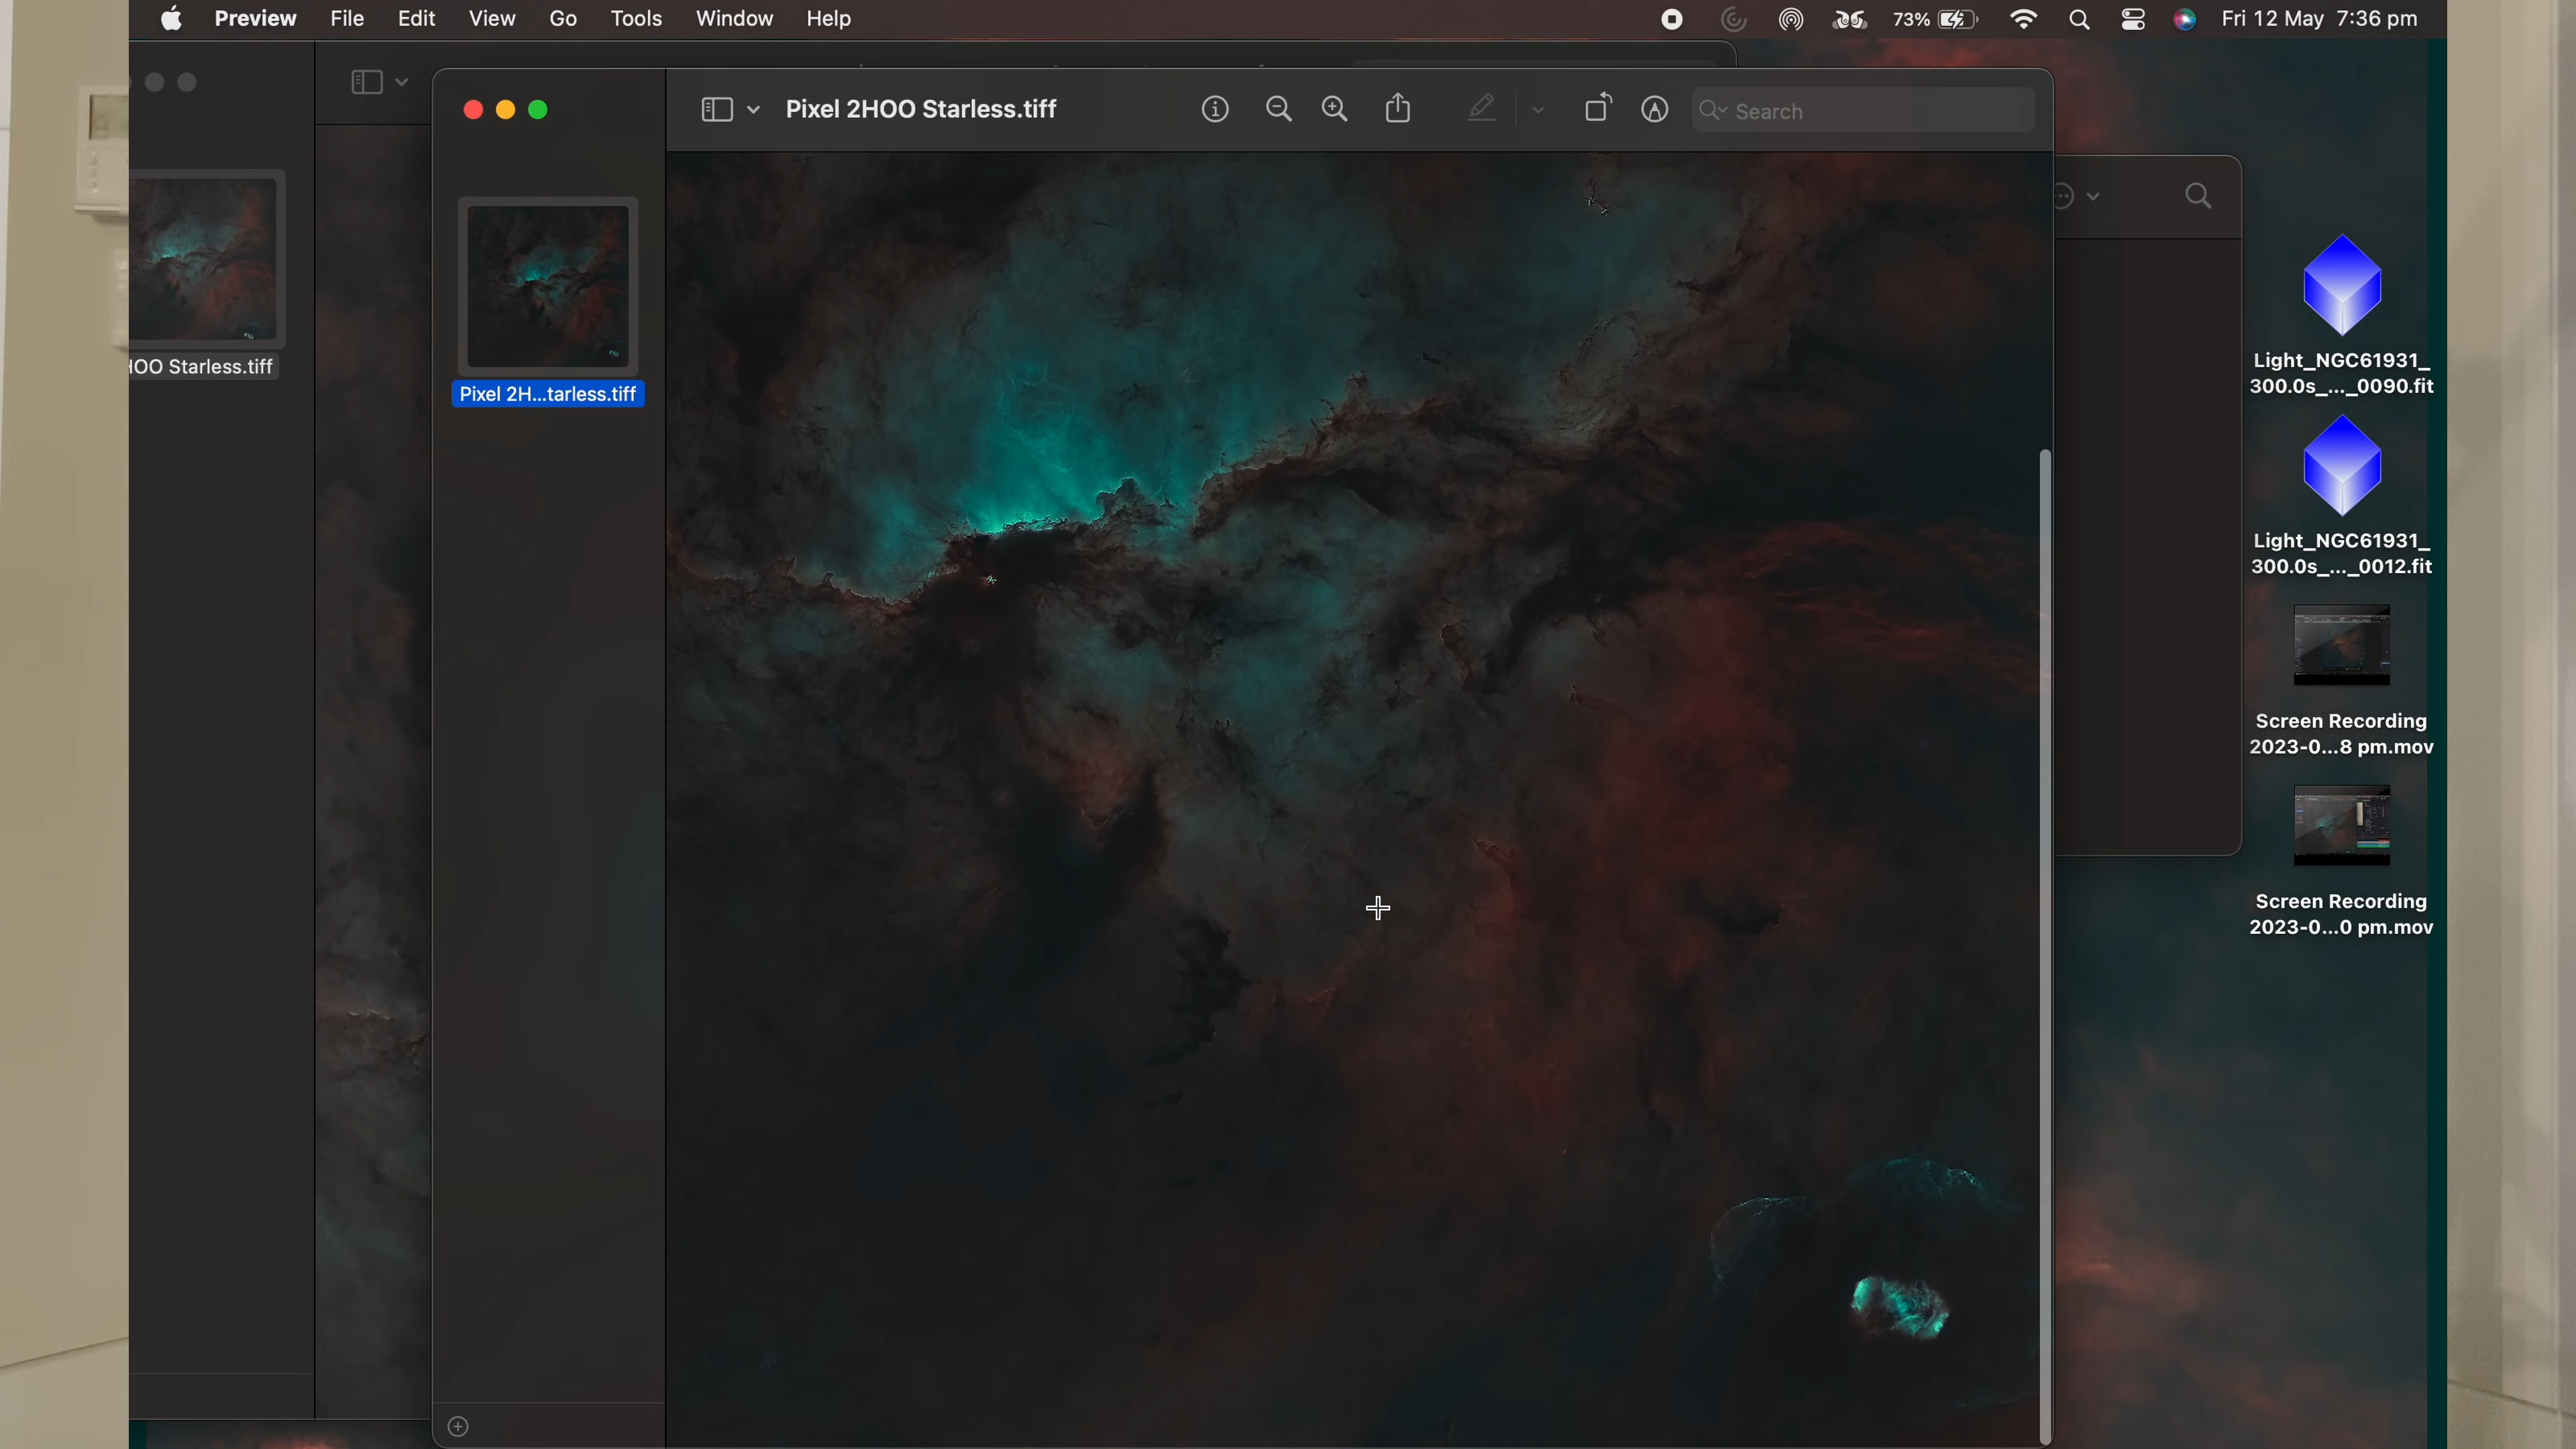 Preview File Edit View Go Tools Window Help 73% Fri 12 May 7:36 pm
Pixel 2HOO Starless.tiff Search
HOO Starless.tiff
Pixel 2H...tarless.tiff
Light_NGC61931_
300.0s_..._0090.fit
Light_NGC61931_
300.0s_..._0012.fit
Screen Recording
2023-0...8 pm.mov
Screen Recording
2023-0...0 pm.mov